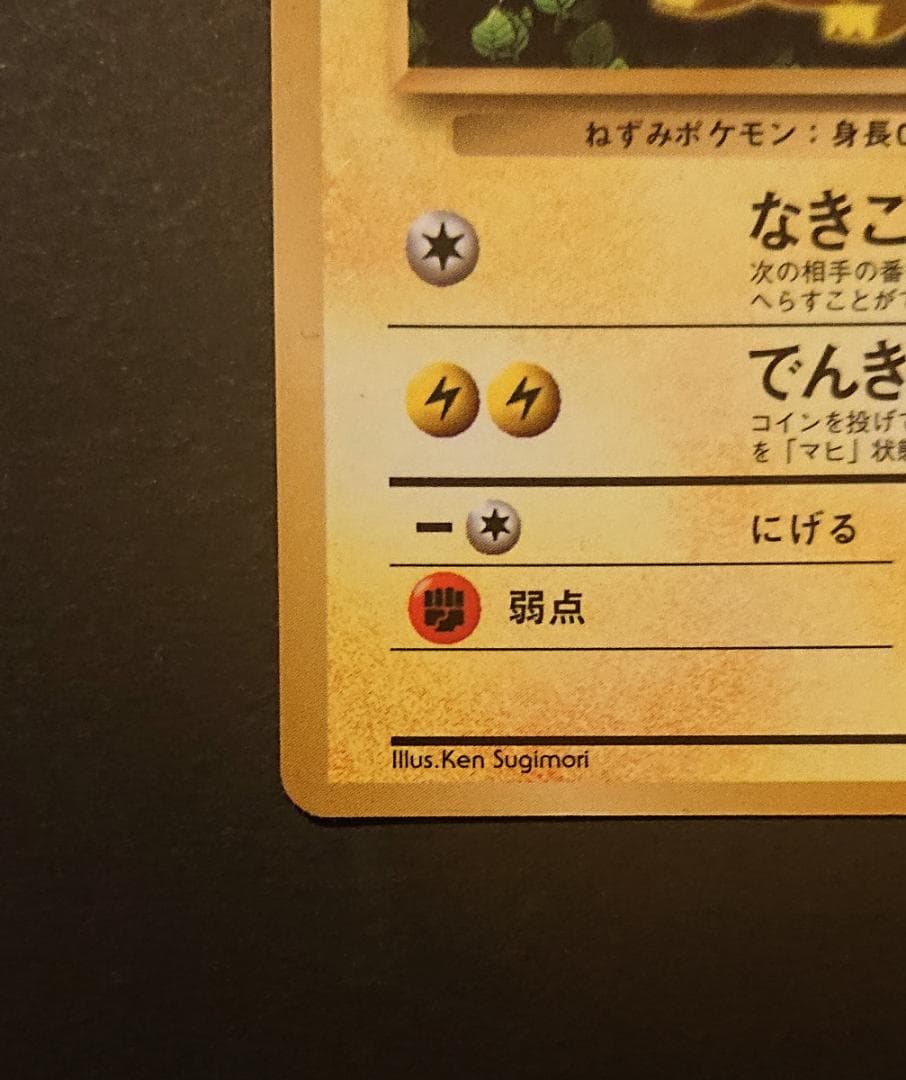 ねずみポケモン：身長
なきこ
次の相手の番
へらすことが
でんき
コインを投げ
を「マヒ」状態
にげる
弱点
Illus.Ken Sugimori